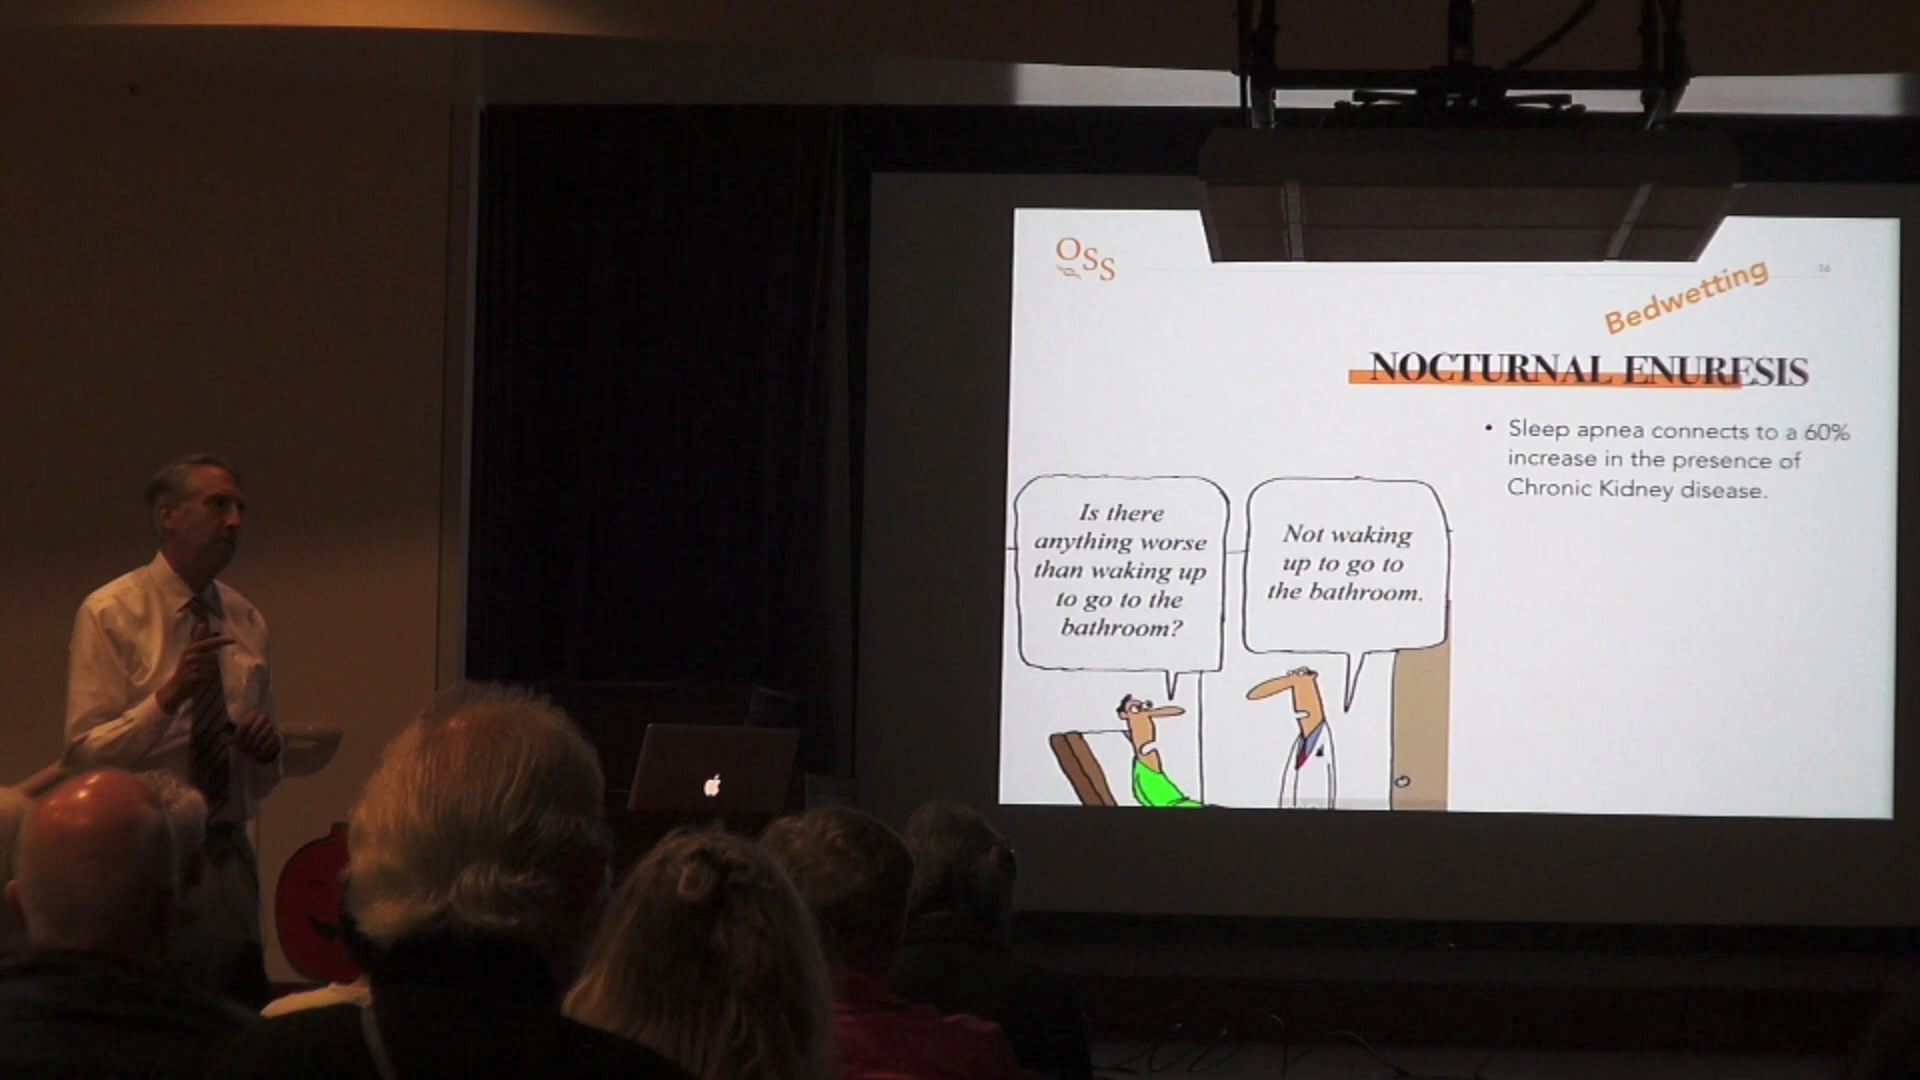 OSS
16
Bedwetting
NOCTURNAL ENURESIS
• Sleep apnea connects to a 60%
increase in the presence of
Chronic Kidney disease.
Is there
anything worse
than waking up
to go to the
bathroom?
Not waking
up to go to
the bathroom.